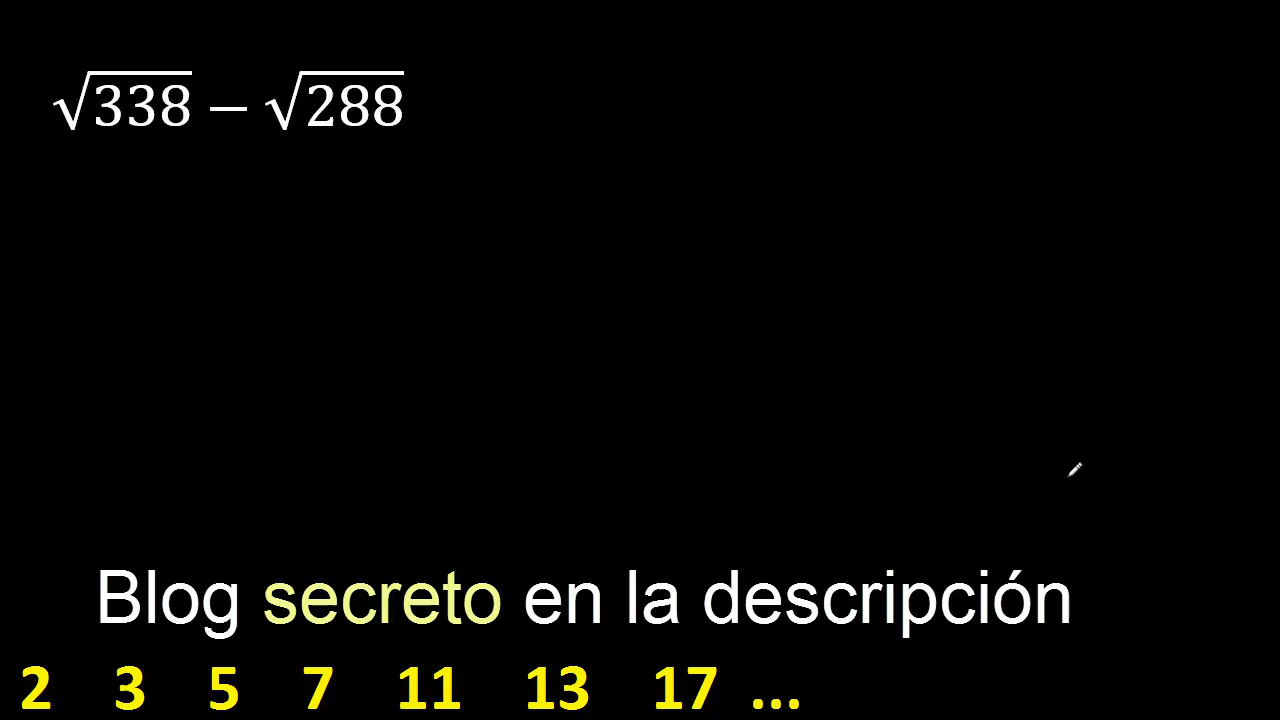 √338 − √288
Blog secreto en la descripción
2 3 5 7 11 13 17 ...